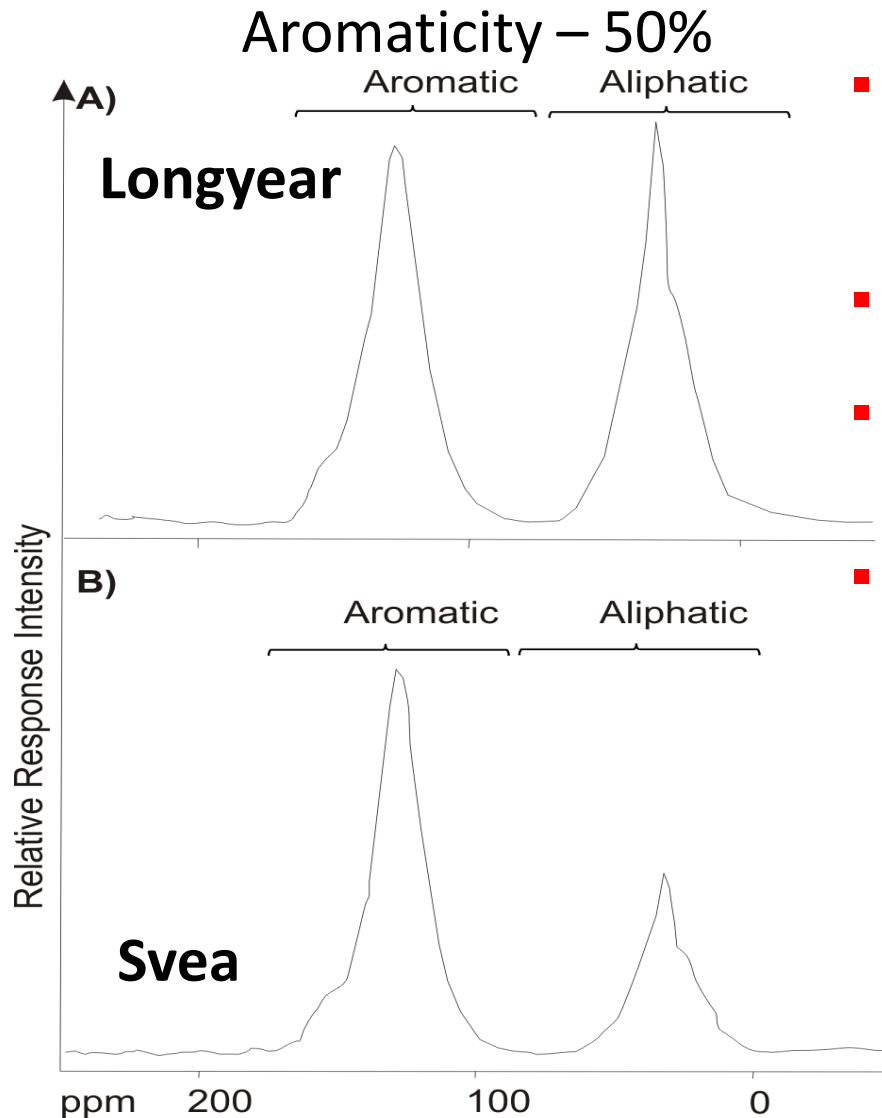 Aromaticity – 50%
A)
Aromatic
Aliphatic
Longyear
B)
Aromatic
Aliphatic
Svea
Relative Response Intensity
ppm 200 100 0